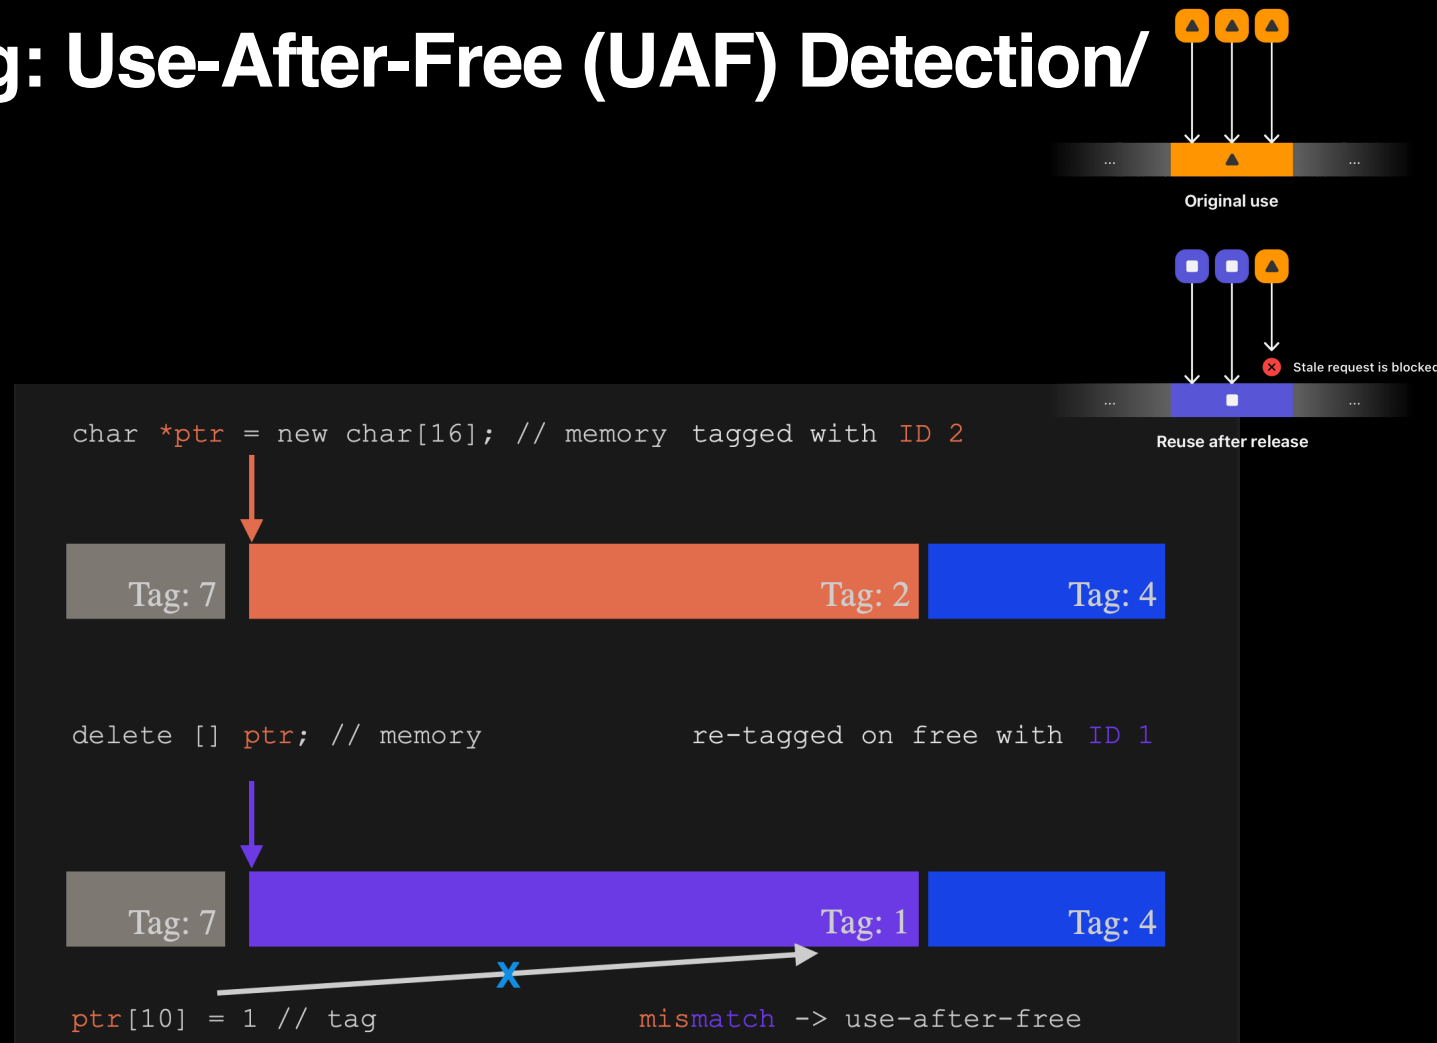 g: Use-After-Free (UAF) Detection/
...
...
Original use
Stale request is blocked
...
...
Reuse after release
char *ptr = new char[16]; // memory tagged with ID 2
Tag: 7
Tag: 2
Tag: 4
delete [] ptr; // memory re-tagged on free with ID 1
Tag: 7
Tag: 1
Tag: 4
X
ptr[10] = 1 // tag mismatch -> use-after-free